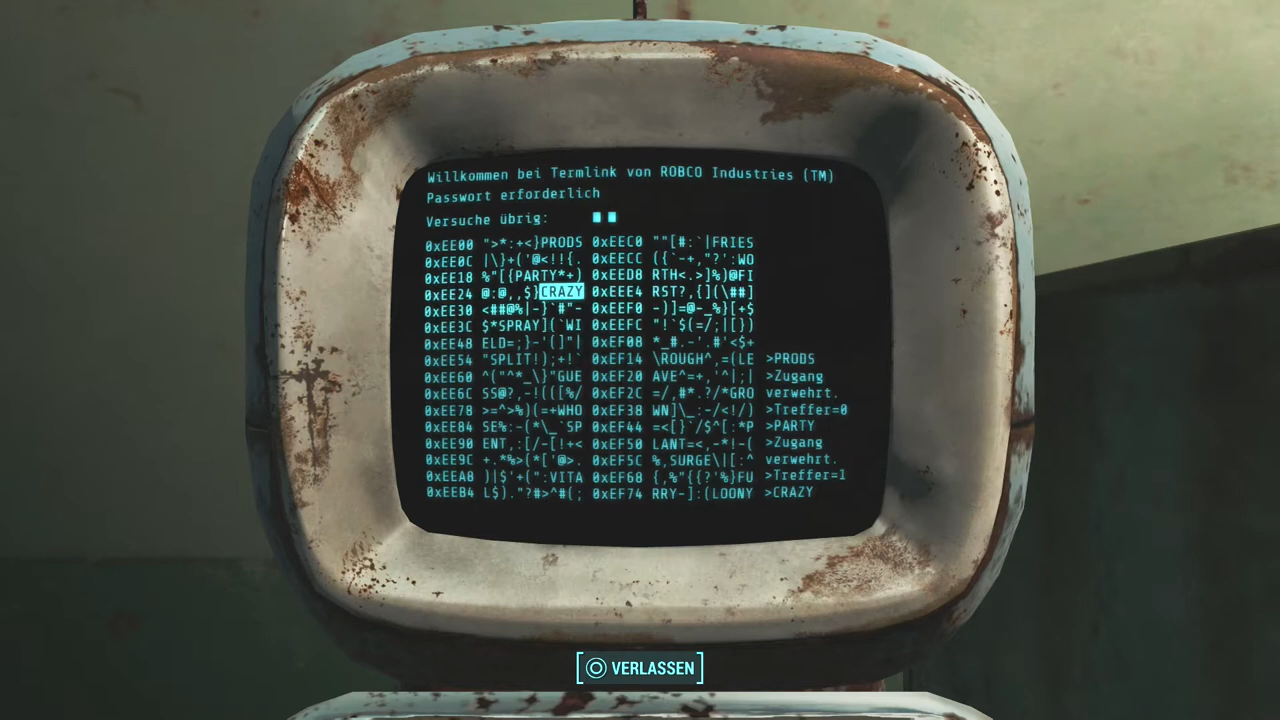 Willkommen bei Termlink von ROBCO Industries (TM)
Passwort erforderlich
Versuche übrig: ■ ■
0xEE00 ">*:+<}PRODS 0xEEC0 ""[#:`|FRIES
0xEE0C |\}+('@<!!{. 0xEECC ({`-+,"?':WO
0xEE18 %"[{PARTY*+) 0xEED8 RTH<.>]%)@FI
0xEE24 @:@,,$}CRAZY 0xEEE4 RST?,{](\##]
0xEE30 <##@%|-}`#"- 0xEEF0 -)]=@-_%}[+$
0xEE3C $*SPRAY](`WI 0xEEFC "!`$(=/;|[})
0xEE48 ELD=;}-'(]"| 0xEF08 *_#.-'.#'<$+
0xEE54 "SPLIT!);+!` 0xEF14 \ROUGH^,=(LE >PRODS
0xEE60 ^("^*_\}"GUE 0xEF20 AVE^=+,'^|;| >Zugang
0xEE6C SS@?,-!(([%/ 0xEF2C =/,#*.?/*GRO verwehrt.
0xEE78 >=^>%)(=+WHO 0xEF38 WN]\_:-/<!/) >Treffer=0
0xEE84 SE%:-(*\_`SP 0xEF44 =<[}`/$^[:*P >PARTY
0xEE90 ENT,:[/-[!+< 0xEF50 LANT=<,-*!-( >Zugang
0xEE9C +.*%>(*['@>. 0xEF5C %,SURGE\|[:^ verwehrt.
0xEEA8 )|$'+(":VITA 0xEF68 {,%"{{?'%}FU >Treffer=1
0xEEB4 L$)."?#>^#(; 0xEF74 RRY-]:(LOONY >CRAZY
VERLASSEN